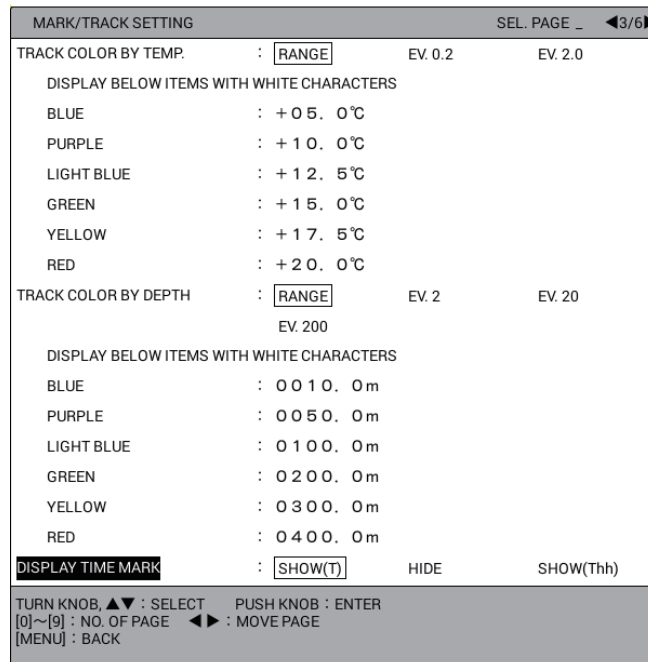 MARK/TRACK SETTING SEL. PAGE _ ◀3/6▶
TRACK COLOR BY TEMP. : RANGE EV. 0.2 EV. 2.0
DISPLAY BELOW ITEMS WITH WHITE CHARACTERS
BLUE : +05. 0℃
PURPLE : +10. 0℃
LIGHT BLUE : +12. 5℃
GREEN : +15. 0℃
YELLOW : +17. 5℃
RED : +20. 0℃
TRACK COLOR BY DEPTH : RANGE EV. 2 EV. 20
EV. 200
DISPLAY BELOW ITEMS WITH WHITE CHARACTERS
BLUE : 0010. 0m
PURPLE : 0050. 0m
LIGHT BLUE : 0100. 0m
GREEN : 0200. 0m
YELLOW : 0300. 0m
RED : 0400. 0m
DISPLAY TIME MARK : SHOW(T) HIDE SHOW(Thh)
TURN KNOB, ▲▼ : SELECT PUSH KNOB : ENTER
[0]～[9] : NO. OF PAGE ◀ ▶ : MOVE PAGE
[MENU] : BACK